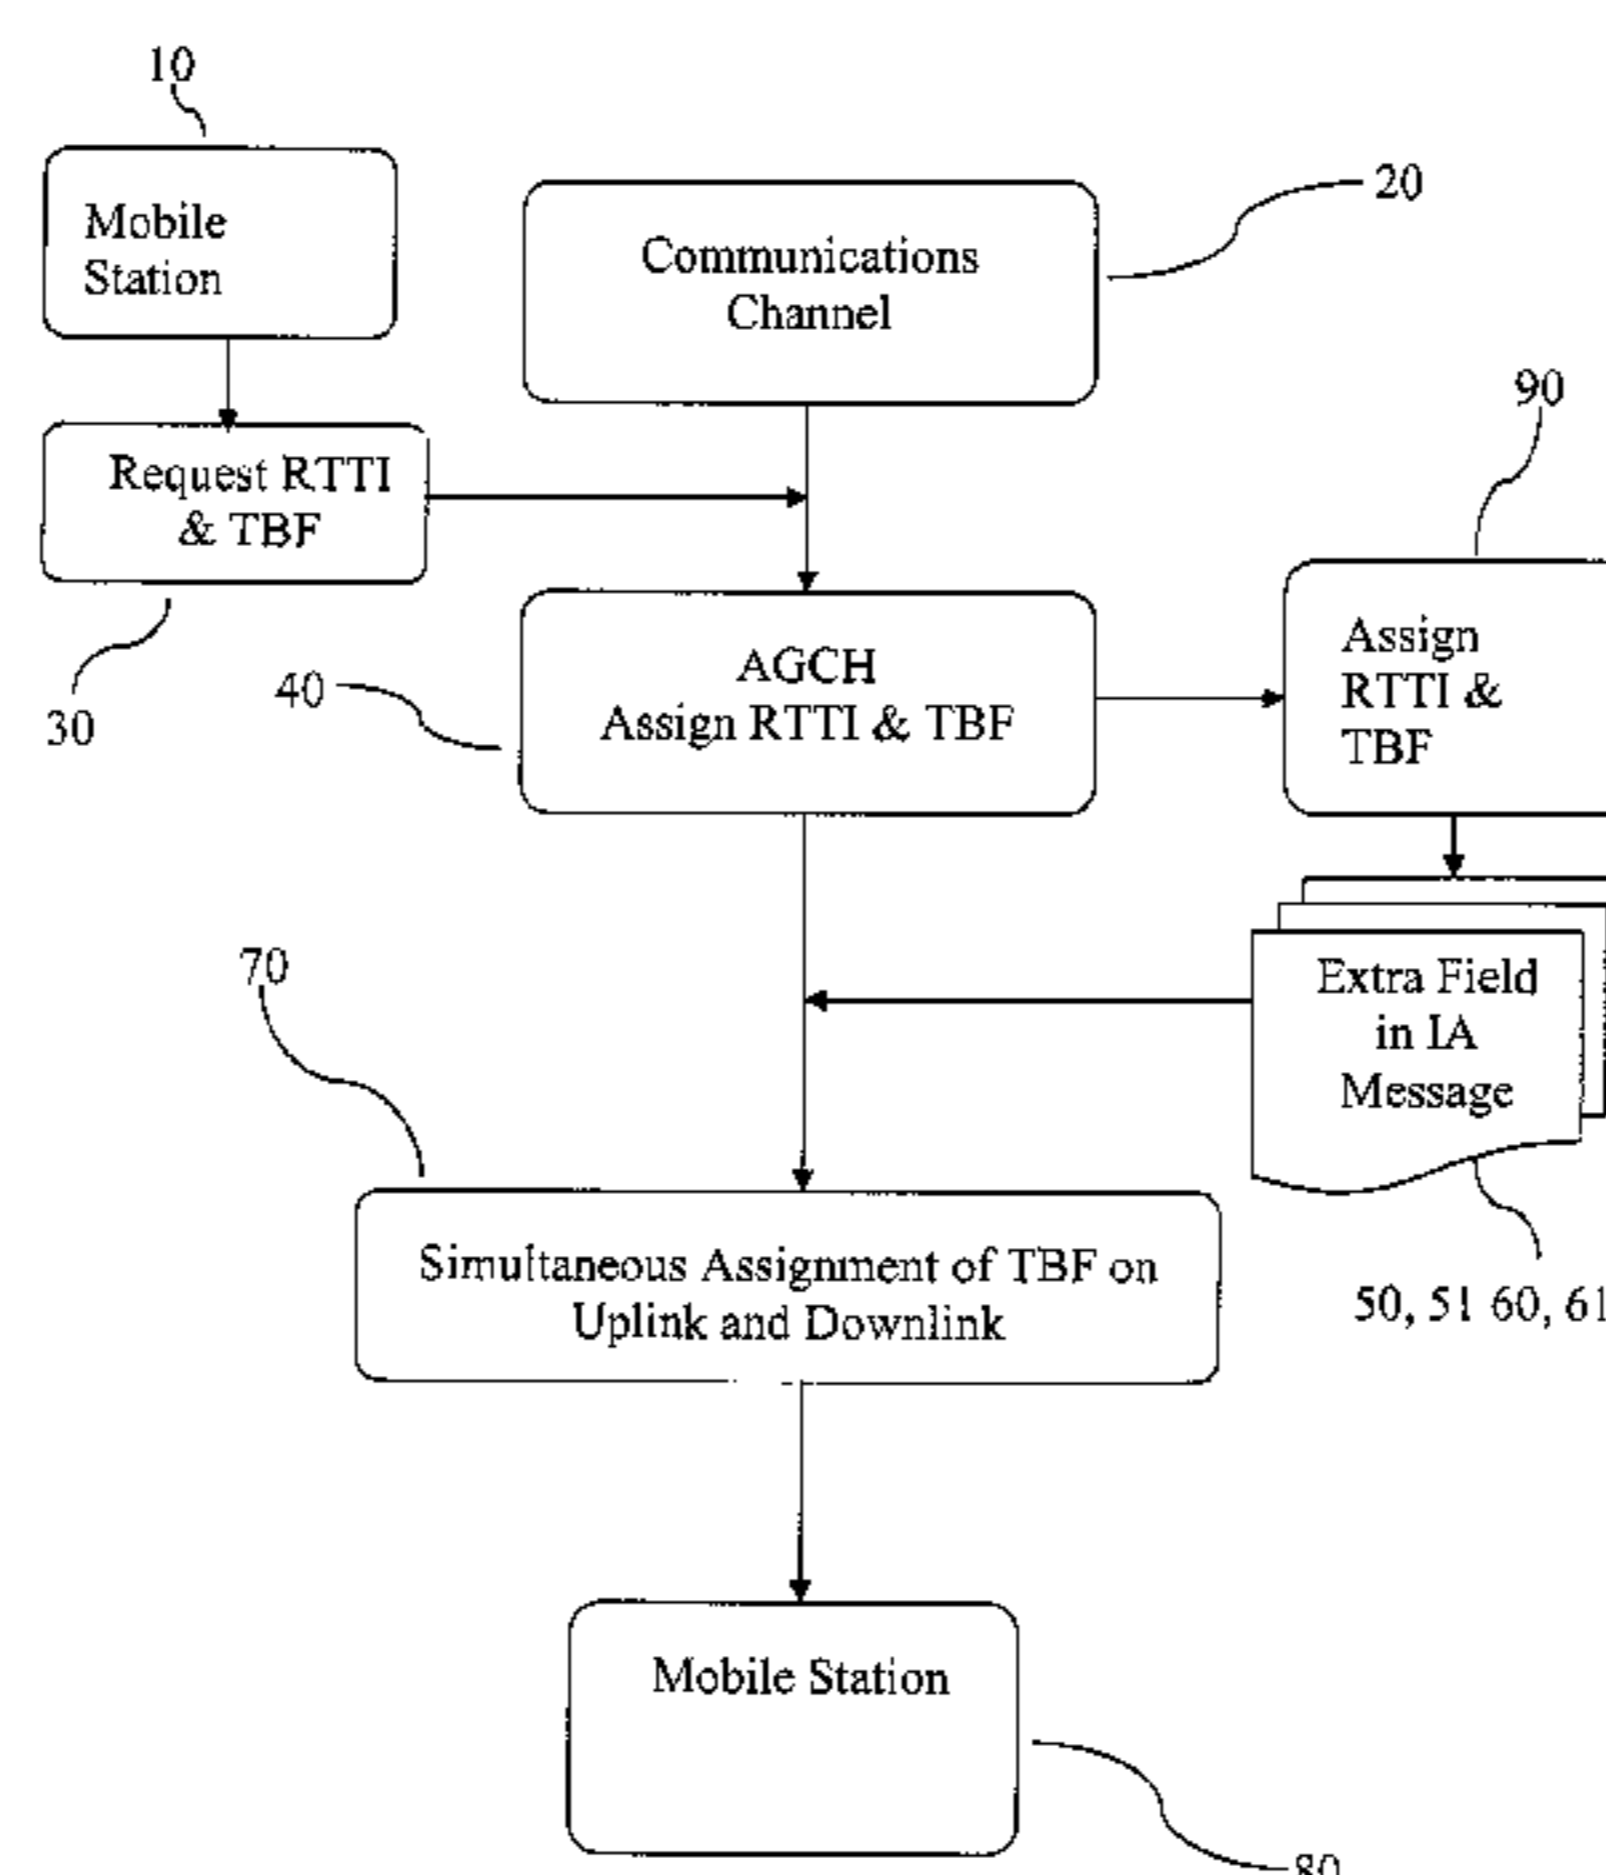 10
Mobile
Station
Communications
Channel
20
Request RTTI
& TBF
30
90
40
AGCH
Assign RTTI & TBF
Assign
RTTI &
TBF
Extra Field
in IA
Message
70
50, 51 60, 61
Simultaneous Assignment of TBF on
Uplink and Downlink
Mobile Station
80